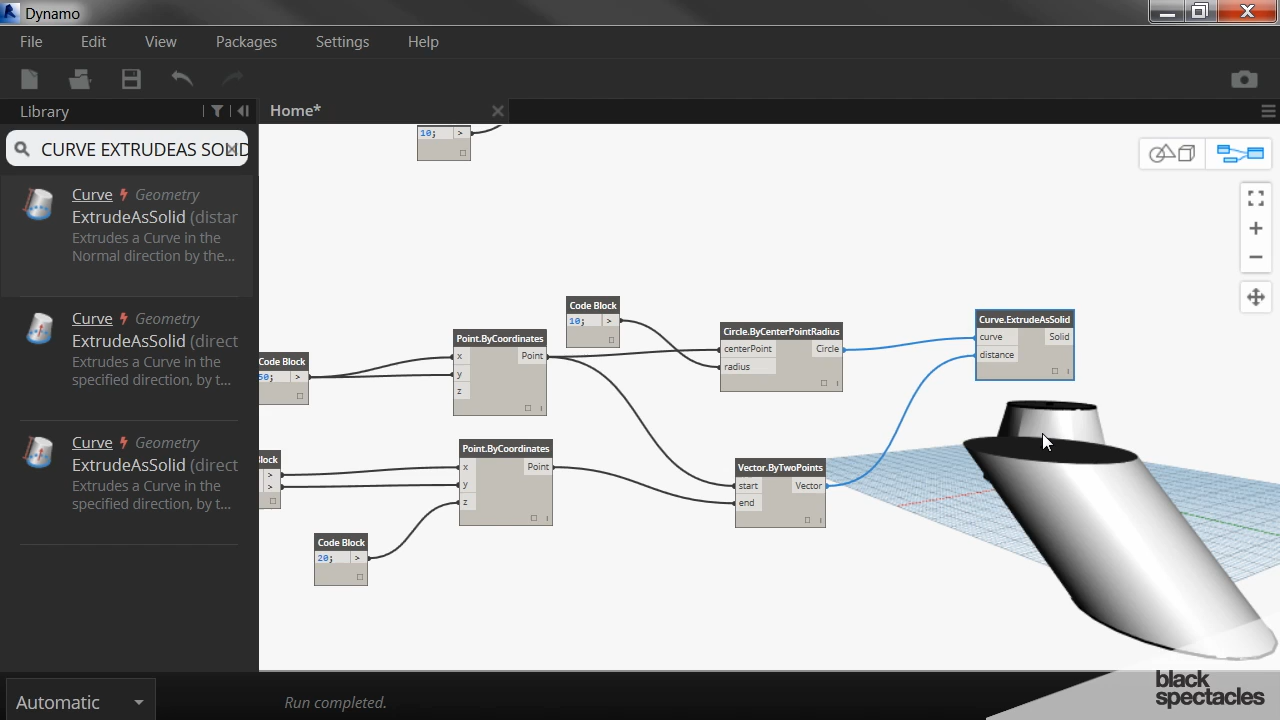 Dynamo
File Edit View Packages Settings Help
Library
Home*
CURVE EXTRUDEAS SOLID
Curve Geometry
ExtrudeAsSolid (distar
Extrudes a Curve in the
Normal direction by the...
Curve Geometry
ExtrudeAsSolid (direct
Extrudes a Curve in the
specified direction, by t...
Curve Geometry
ExtrudeAsSolid (direct
Extrudes a Curve in the
specified direction, by t...
10; >
Code Block
10; >
Code Block
50; >
Point.ByCoordinates
x Point
y
z
Circle.ByCenterPointRadius
centerPoint Circle
radius
Curve.ExtrudeAsSolid
curve Solid
distance
lock
>
>
Point.ByCoordinates
x Point
y
z
Vector.ByTwoPoints
start Vector
end
Code Block
20; >
Automatic
Run completed.
black
spectacles